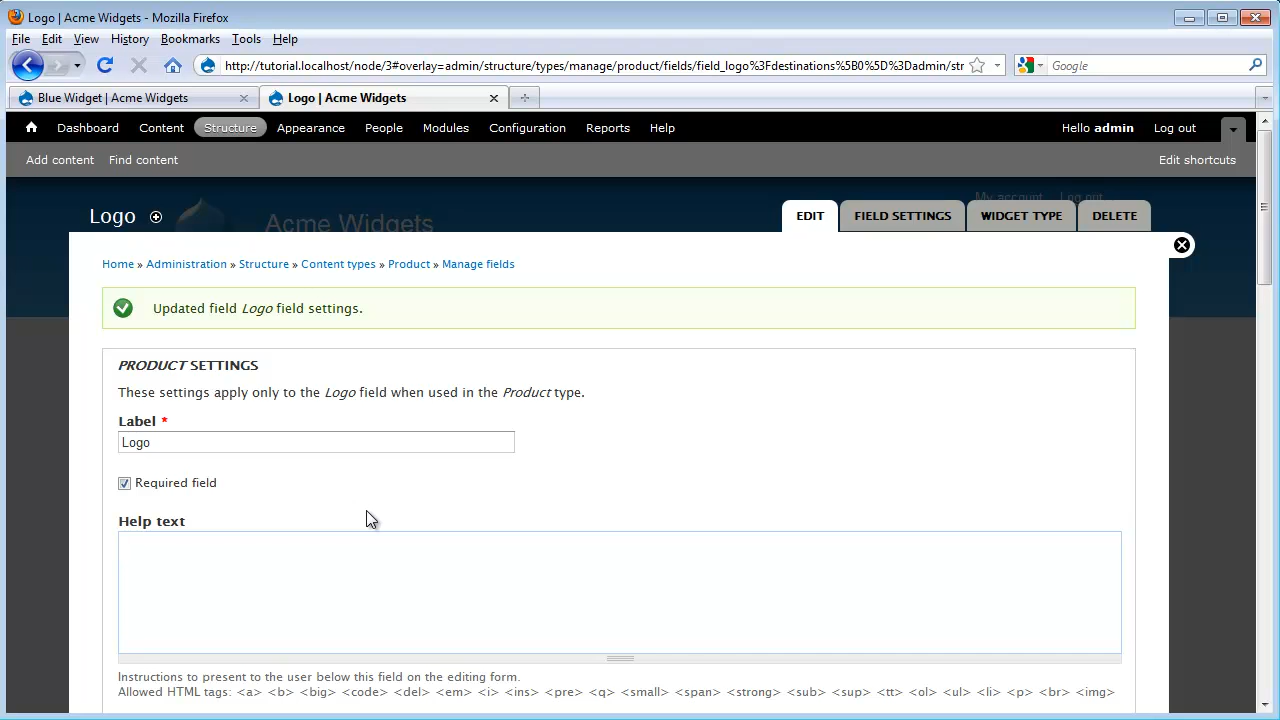 Logo | Acme Widgets - Mozilla Firefox
File Edit View History Bookmarks Tools Help
http://tutorial.localhost/node/3#overlay=admin/structure/types/manage/product/fields/field_logo%3Fdestinations%5B0%5D%3Dadmin/str Google
Blue Widget | Acme Widgets Logo | Acme Widgets
Dashboard Content Structure Appearance People Modules Configuration Reports Help Hello admin Log out
Add content Find content Edit shortcuts
My account Log out
Logo Acme Widgets EDIT FIELD SETTINGS WIDGET TYPE DELETE
Home » Administration » Structure » Content types » Product » Manage fields
Updated field Logo field settings.
PRODUCT SETTINGS
These settings apply only to the Logo field when used in the Product type.
Label *
Logo
Required field
Help text
Instructions to present to the user below this field on the editing form.
Allowed HTML tags: <a> <b> <big> <code> <del> <em> <i> <ins> <pre> <q> <small> <span> <strong> <sub> <sup> <tt> <ol> <ul> <li> <p> <br> <img>